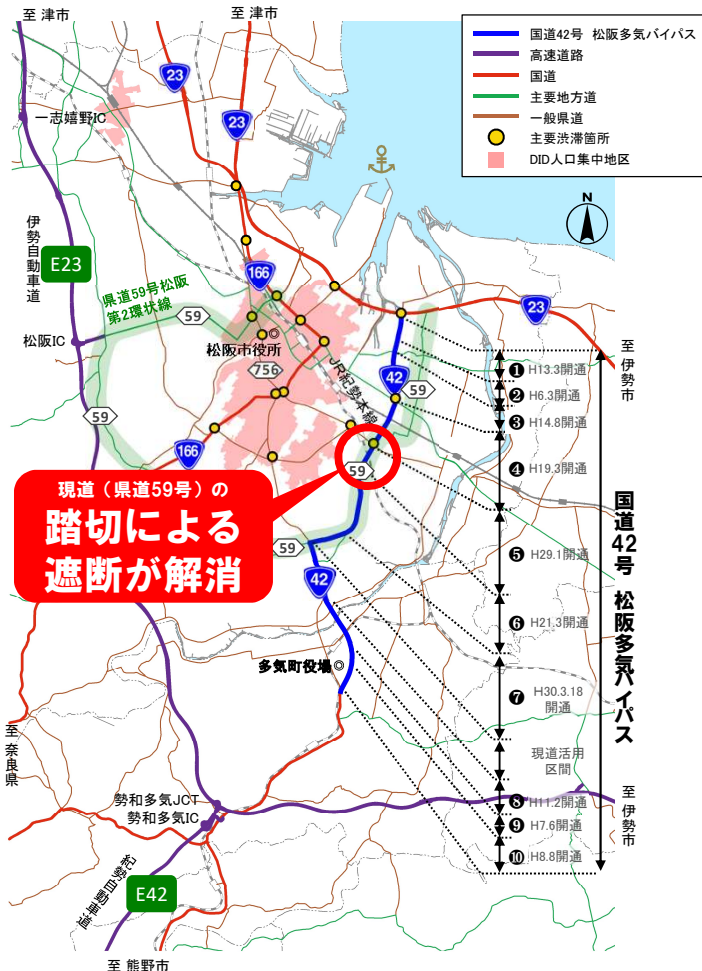 至 津市
至 津市
国道42号 松阪多気バイパス
高速道路
国道
主要地方道
一般県道
主要渋滞箇所
DID人口集中地区
23
23
一志嬉野IC
N
伊勢自動車道
E23
166
県道59号松阪
第2環状線
59
23
松阪IC
松阪市役所
756
JR紀勢本線
42
59
至 伊勢市
❶ H13.3開通
❷ H6.3開通
❸ H14.8開通
❹ H19.3開通
59
166
59
現道（県道59号）の
踏切による
遮断が解消
59
42
❺ H29.1開通
❻ H21.3開通
国道42号 松阪多気バイパス
多気町役場
❼ H30.3.18
開通
現道活用
区間
至 奈良県
勢和多気JCT
勢和多気IC
至 伊勢市
❽ H11.2開通
❾ H7.6開通
❿ H8.8開通
紀勢自動車道
E42
至 熊野市